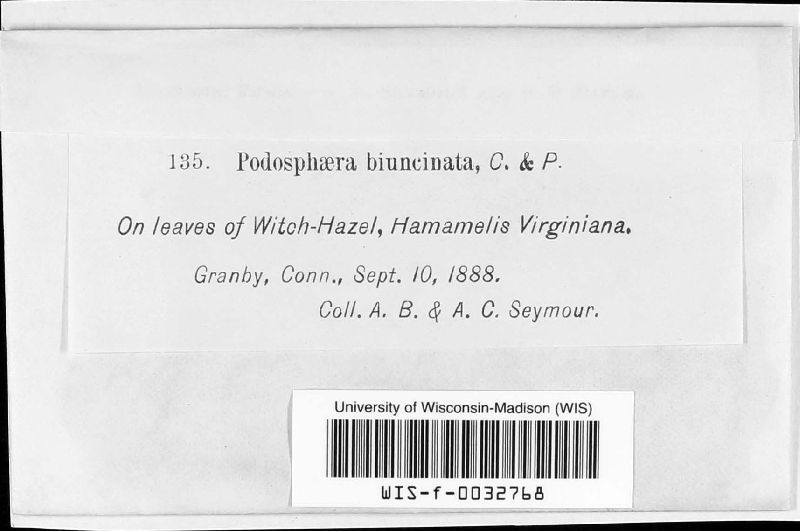 135. Podosphæra biuncinata, C. & P.
On leaves of Witch-Hazel, Hamamelis Virginiana.
Granby, Conn., Sept. 10, 1888.
Coll. A. B. & A. C. Seymour.
University of Wisconsin-Madison (WIS)
WIS-f-0032768